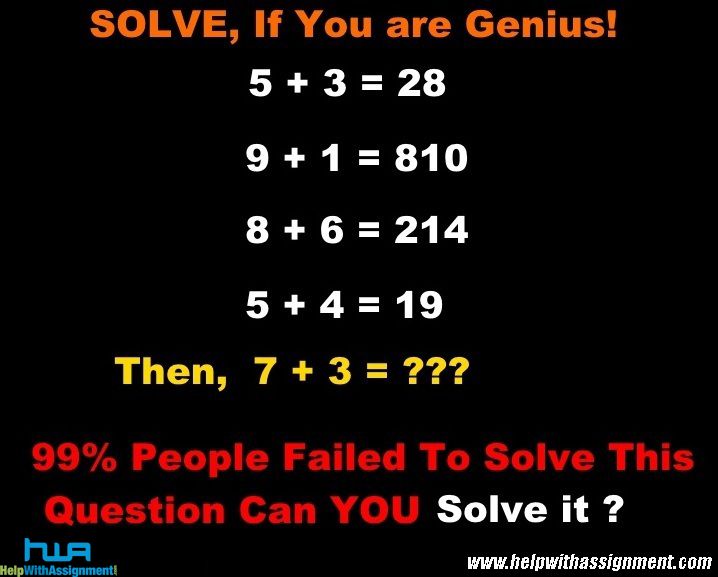 SOLVE, If You are Genius!
5 + 3 = 28
9 + 1 = 810
8 + 6 = 214
5 + 4 = 19
Then, 7 + 3 = ???
99% People Failed To Solve This
Question Can YOU Solve it ?
hwa
HelpWithAssignment!
www.helpwithassignment.com